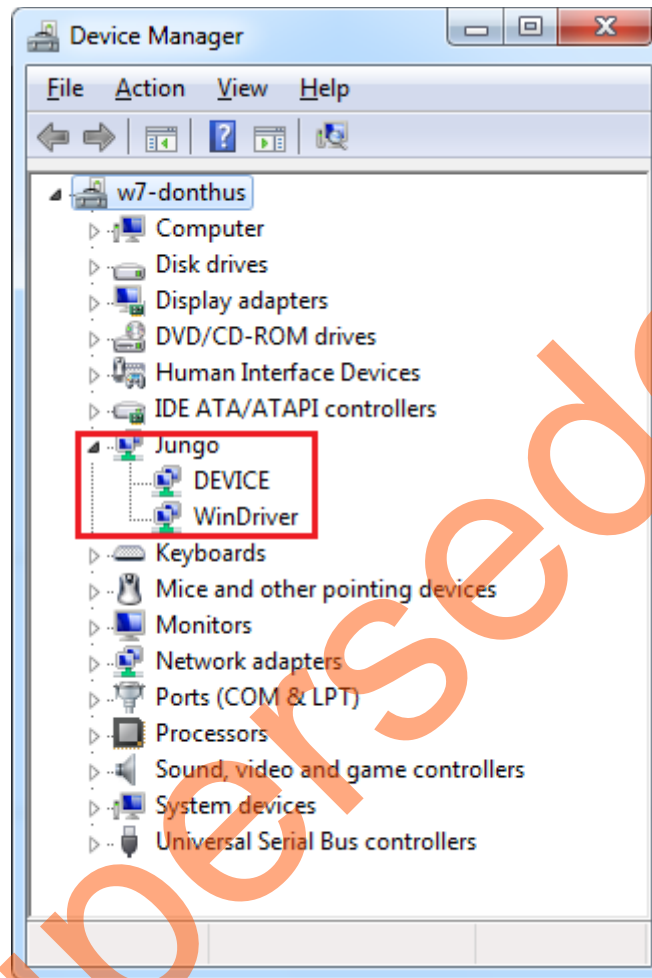 Device Manager
File Action View Help
w7-donthus
Computer
Disk drives
Display adapters
DVD/CD-ROM drives
Human Interface Devices
IDE ATA/ATAPI controllers
Jungo
DEVICE
WinDriver
Keyboards
Mice and other pointing devices
Monitors
Network adapters
Ports (COM & LPT)
Processors
Sound, video and game controllers
System devices
Universal Serial Bus controllers